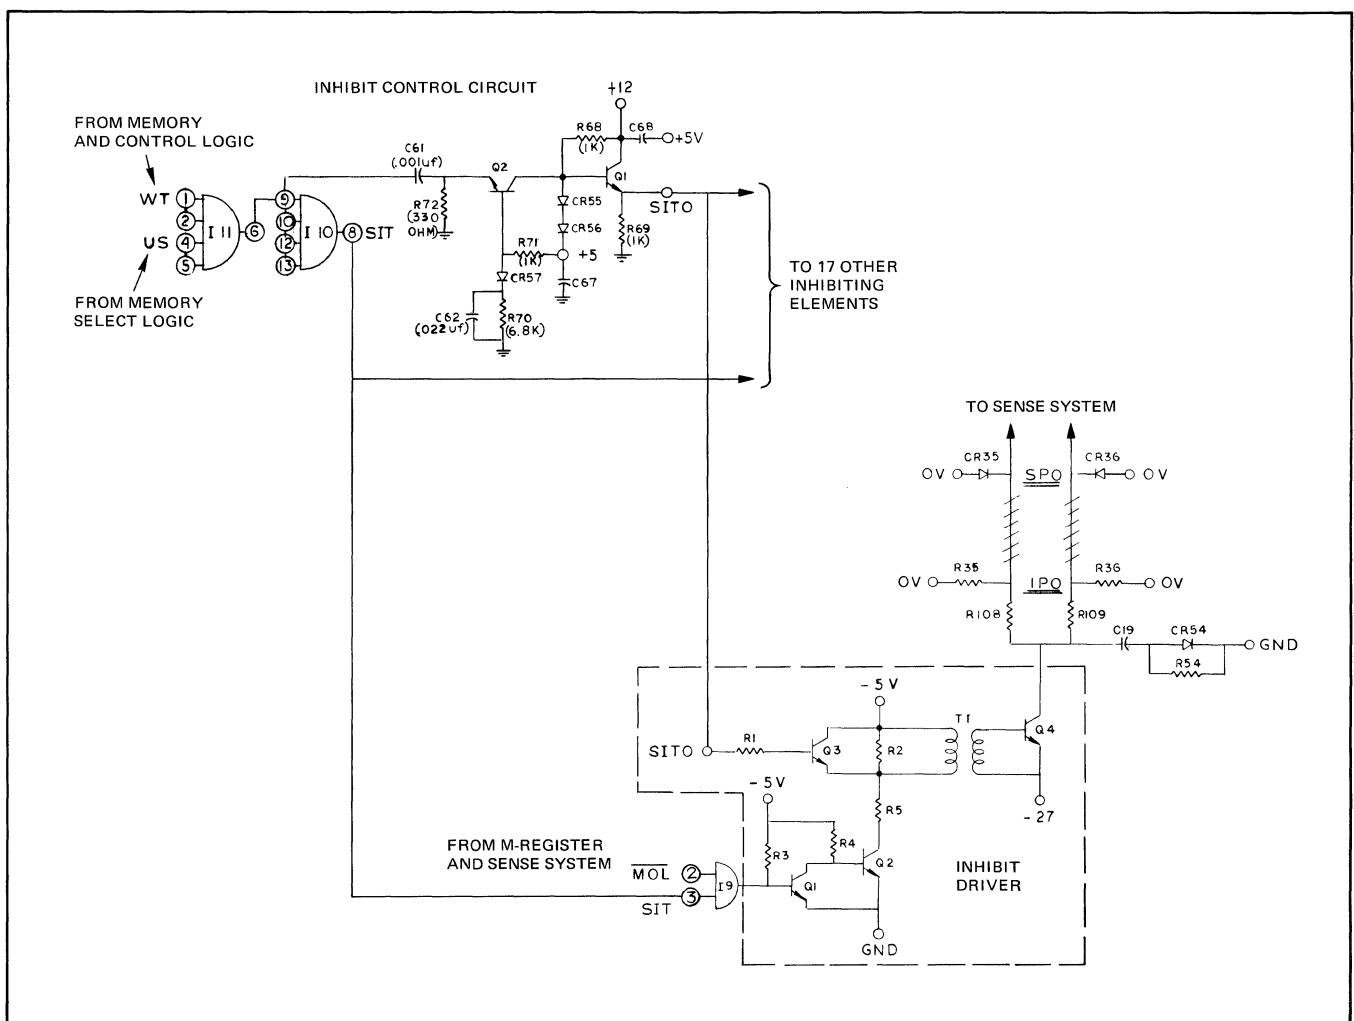 INHIBIT CONTROL CIRCUIT
+12
FROM MEMORY
AND CONTROL LOGIC
R68
(1K)
C68
+5V
C61
(.001uf)
Q2
Q1
WT
1
2
US
4
5
I 11
6
9
10
12
13
I 10
8
SIT
R72
(330
OHM)
CR55
CR56
SITO
R69
(1K)
R71
(1K)
+5
CR57
C67
C62
(.022uf)
R70
(6.8K)
FROM MEMORY
SELECT LOGIC
TO 17 OTHER
INHIBITING
ELEMENTS
TO SENSE SYSTEM
CR35
CR36
OV
SPO
OV
R35
R36
OV
IPO
OV
R108
R109
C19
CR54
GND
R54
- 5V
T1
Q4
SITO
R1
Q3
R2
- 5V
R5
- 27
FROM M-REGISTER
AND SENSE SYSTEM
R3
R4
Q2
INHIBIT
DRIVER
MOL
2
I9
Q1
SIT
3
GND